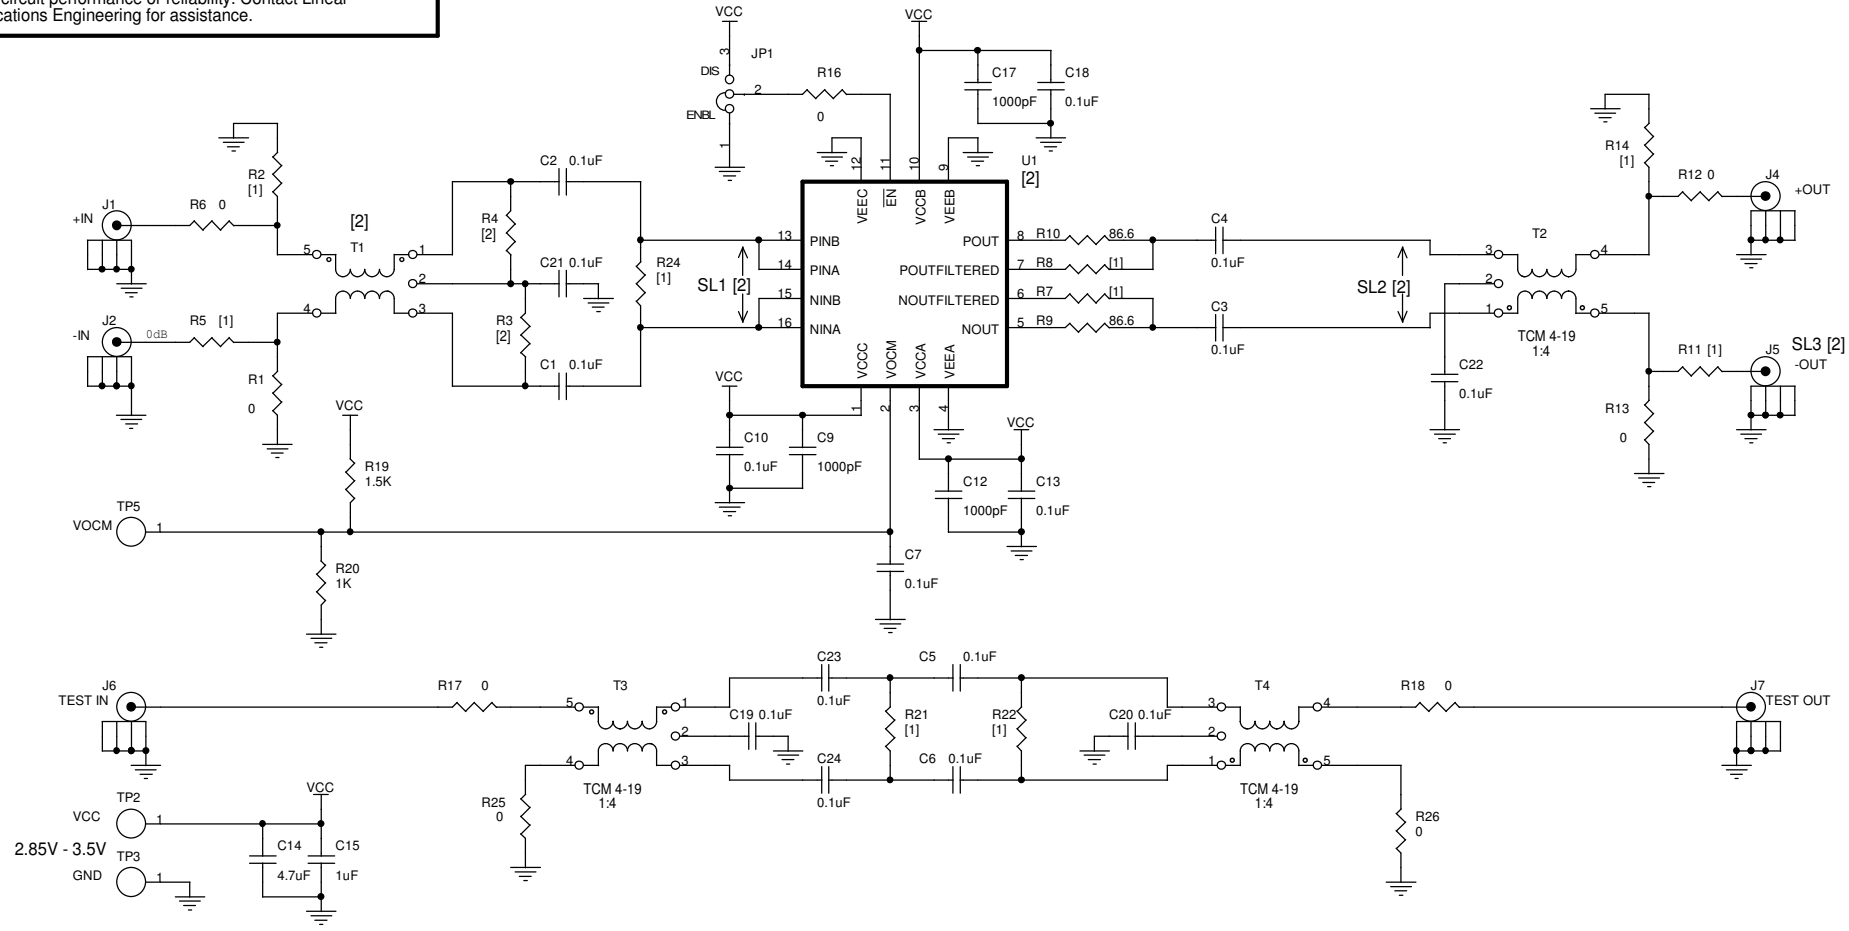 circuit performance or reliability. Contact Linear
cations Engineering for assistance.
VCC
3
JP1
DIS
2
ENBL
1
R16
0
VCC
C17
1000pF
C18
0.1uF
U1
[2]
12
11
10
9
VEEC
EN
VCCB
VEEB
13 PINB
14 PINA
15 NINB
16 NINA
POUT 8
POUTFILTERED 7
NOUTFILTERED 6
NOUT 5
VCCC
VOCM
VCCA
VEEA
1
2
3
4
+IN
J1
R6 0
R2
[1]
[2]
T1
5
1
2
4
3
-IN
J2
0dB
R5 [1]
R1
0
R4
[2]
R3
[2]
C2 0.1uF
C21 0.1uF
C1 0.1uF
R24
[1]
SL1 [2]
R10 86.6
R8 [1]
R7 [1]
R9 86.6
C4
0.1uF
C3
0.1uF
SL2 [2]
T2
3
4
2
1
5
TCM 4-19
1:4
C22
0.1uF
R14
[1]
R12 0
J4
+OUT
R11 [1]
J5
SL3 [2]
-OUT
R13
0
VCC
C10
0.1uF
C9
1000pF
VCC
C12
1000pF
C13
0.1uF
VCC
R19
1.5K
TP5
VOCM
1
R20
1K
C7
0.1uF
J6
TEST IN
R17 0
T3
5
1
2
4
3
TCM 4-19
1:4
R25
0
C19 0.1uF
C23
0.1uF
C24
0.1uF
R21
[1]
C5 0.1uF
C6 0.1uF
R22
[1]
C20 0.1uF
T4
3
4
2
1
5
TCM 4-19
1:4
R18 0
J7
TEST OUT
R26
0
TP2
VCC
1
VCC
2.85V - 3.5V
TP3
GND
1
C14
4.7uF
C15
1uF